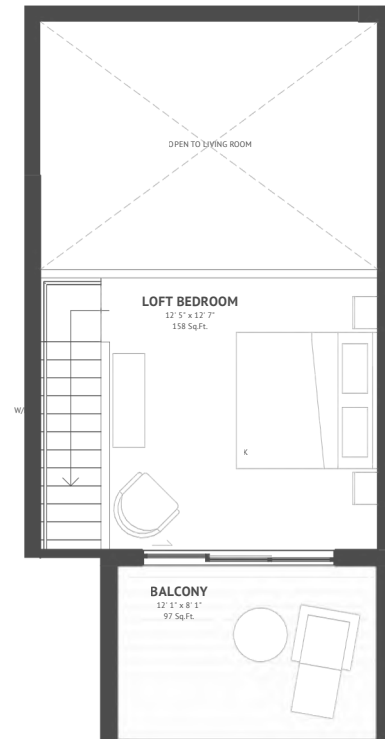 OPEN TO LIVING ROOM
LOFT BEDROOM
12' 5" x 12' 7"
158 Sq.Ft.
W/
K
BALCONY
12' 1" x 8' 1"
97 Sq.Ft.